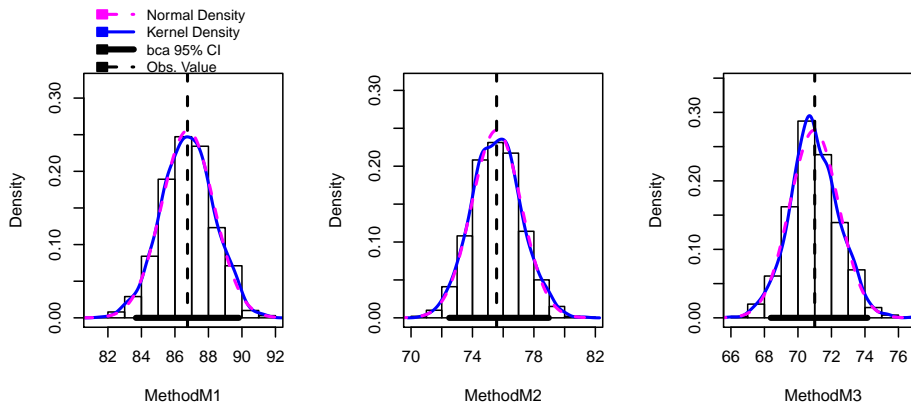 Normal Density
Kernel Density
bca 95% CI
Obs. Value
Density
0.00 0.10 0.20 0.30
82 84 86 88 90 92
MethodM1
Density
0.00 0.10 0.20 0.30
70 74 78 82
MethodM2
Density
0.00 0.10 0.20 0.30
66 68 70 72 74 76
MethodM3